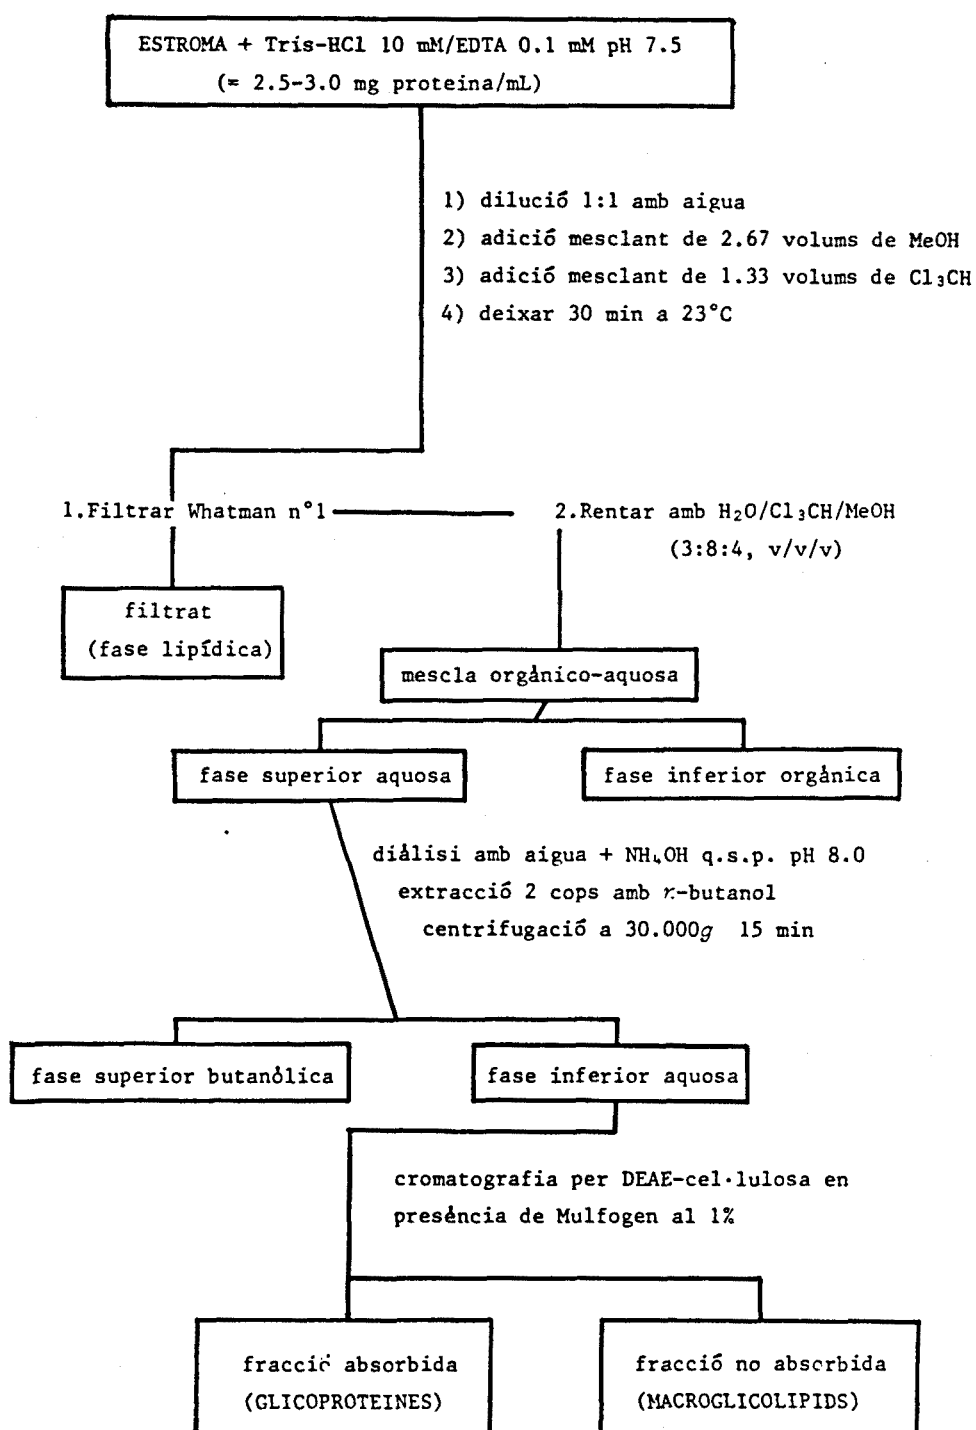 ESTROMA + Trís-HCl 10 mM/EDTA 0.1 mM pH 7.5
(≃ 2.5-3.0 mg proteina/mL)
1) dilució 1:1 amb aigua
2) adició mesclant de 2.67 volums de MeOH
3) adició mesclant de 1.33 volums de Cl₃CH
4) deixar 30 min a 23°C
1.Filtrar Whatman n°1
2.Rentar amb H₂O/Cl₃CH/MeOH
(3:8:4, v/v/v)
filtrat
(fase lipídica)
mescla orgànico-aquosa
fase superior aquosa
fase inferior orgànica
diàlisi amb aigua + NH₄OH q.s.p. pH 8.0
extracció 2 cops amb n-butanol
centrifugació a 30.000g 15 min
fase superior butanòlica
fase inferior aquosa
cromatografia per DEAE-cel·lulosa en
presència de Mulfogen al 1%
fracció absorbida
(GLICOPROTEINES)
fracció no absorbida
(MACROGLICOLIPIDS)